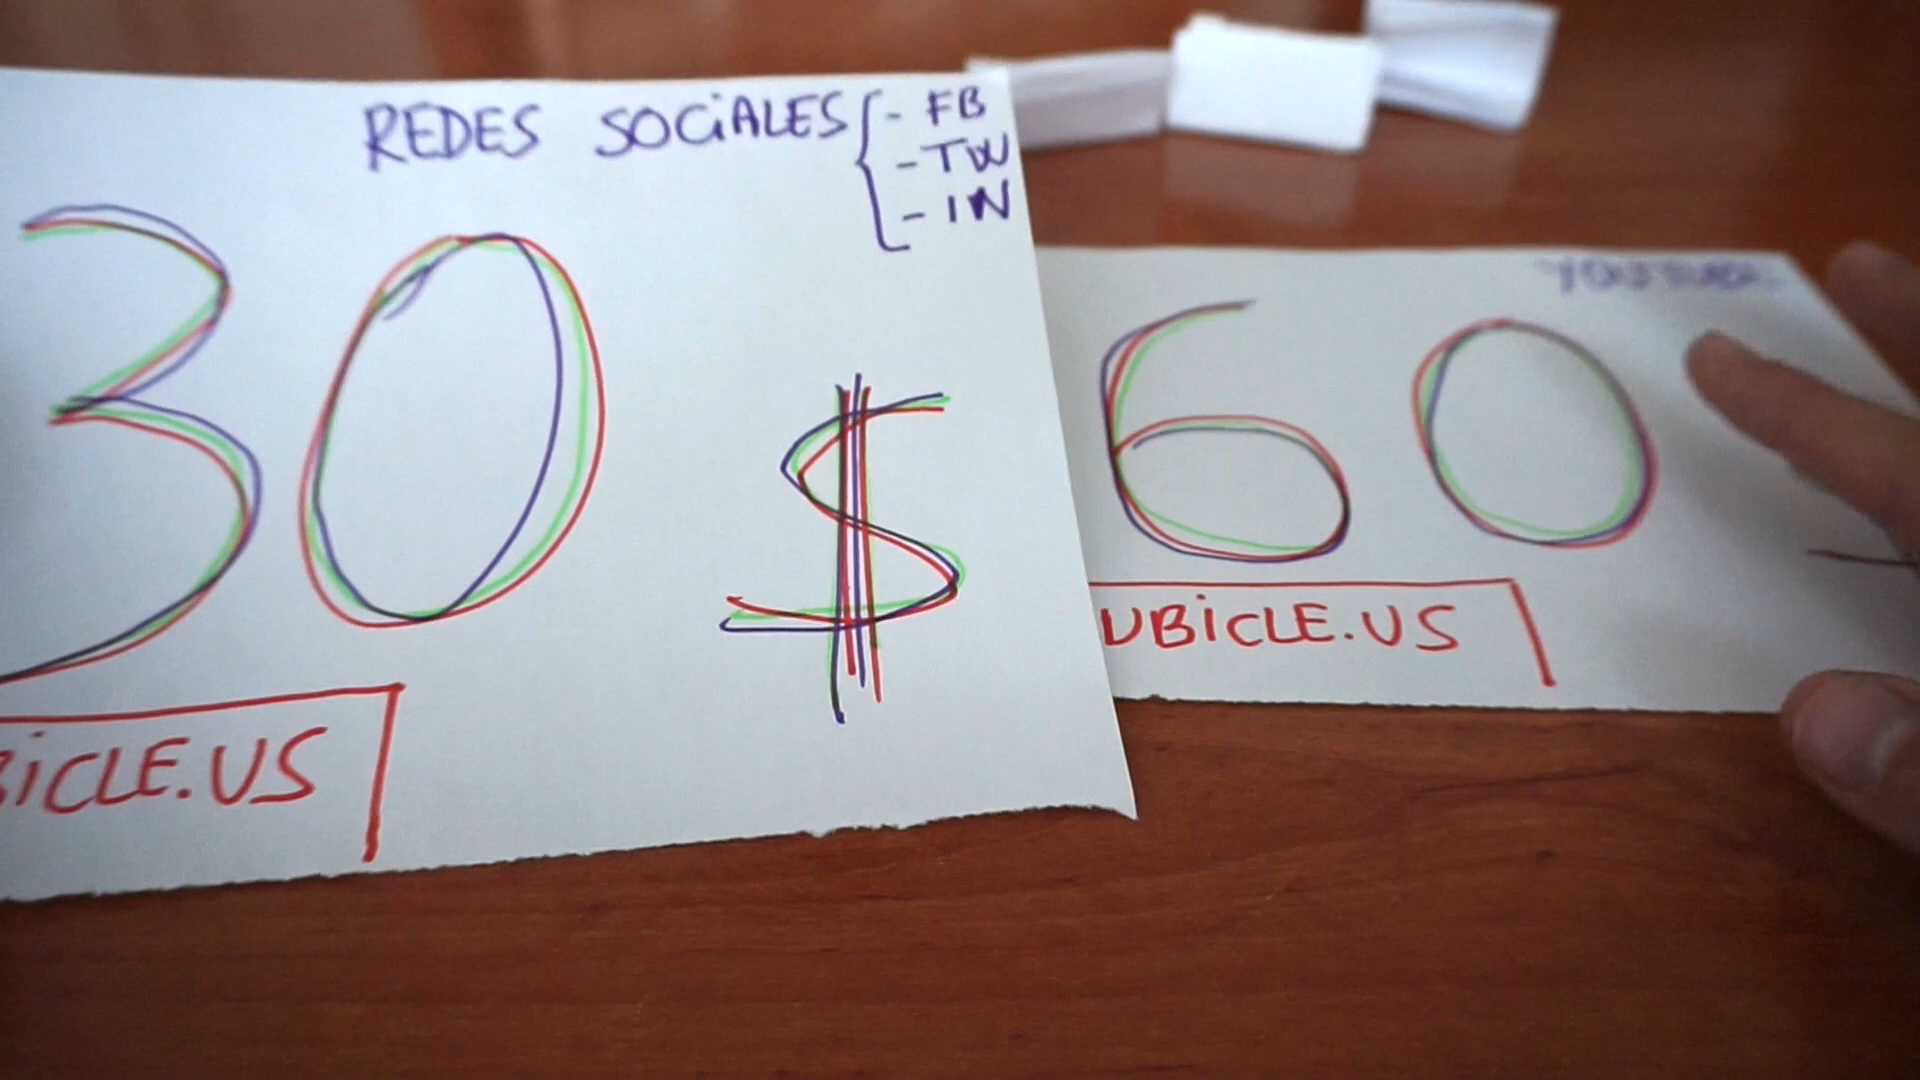 REDES SOCIALES
- FB
- TW
- IN
30 $
BICLE.US
60
UBICLE.US